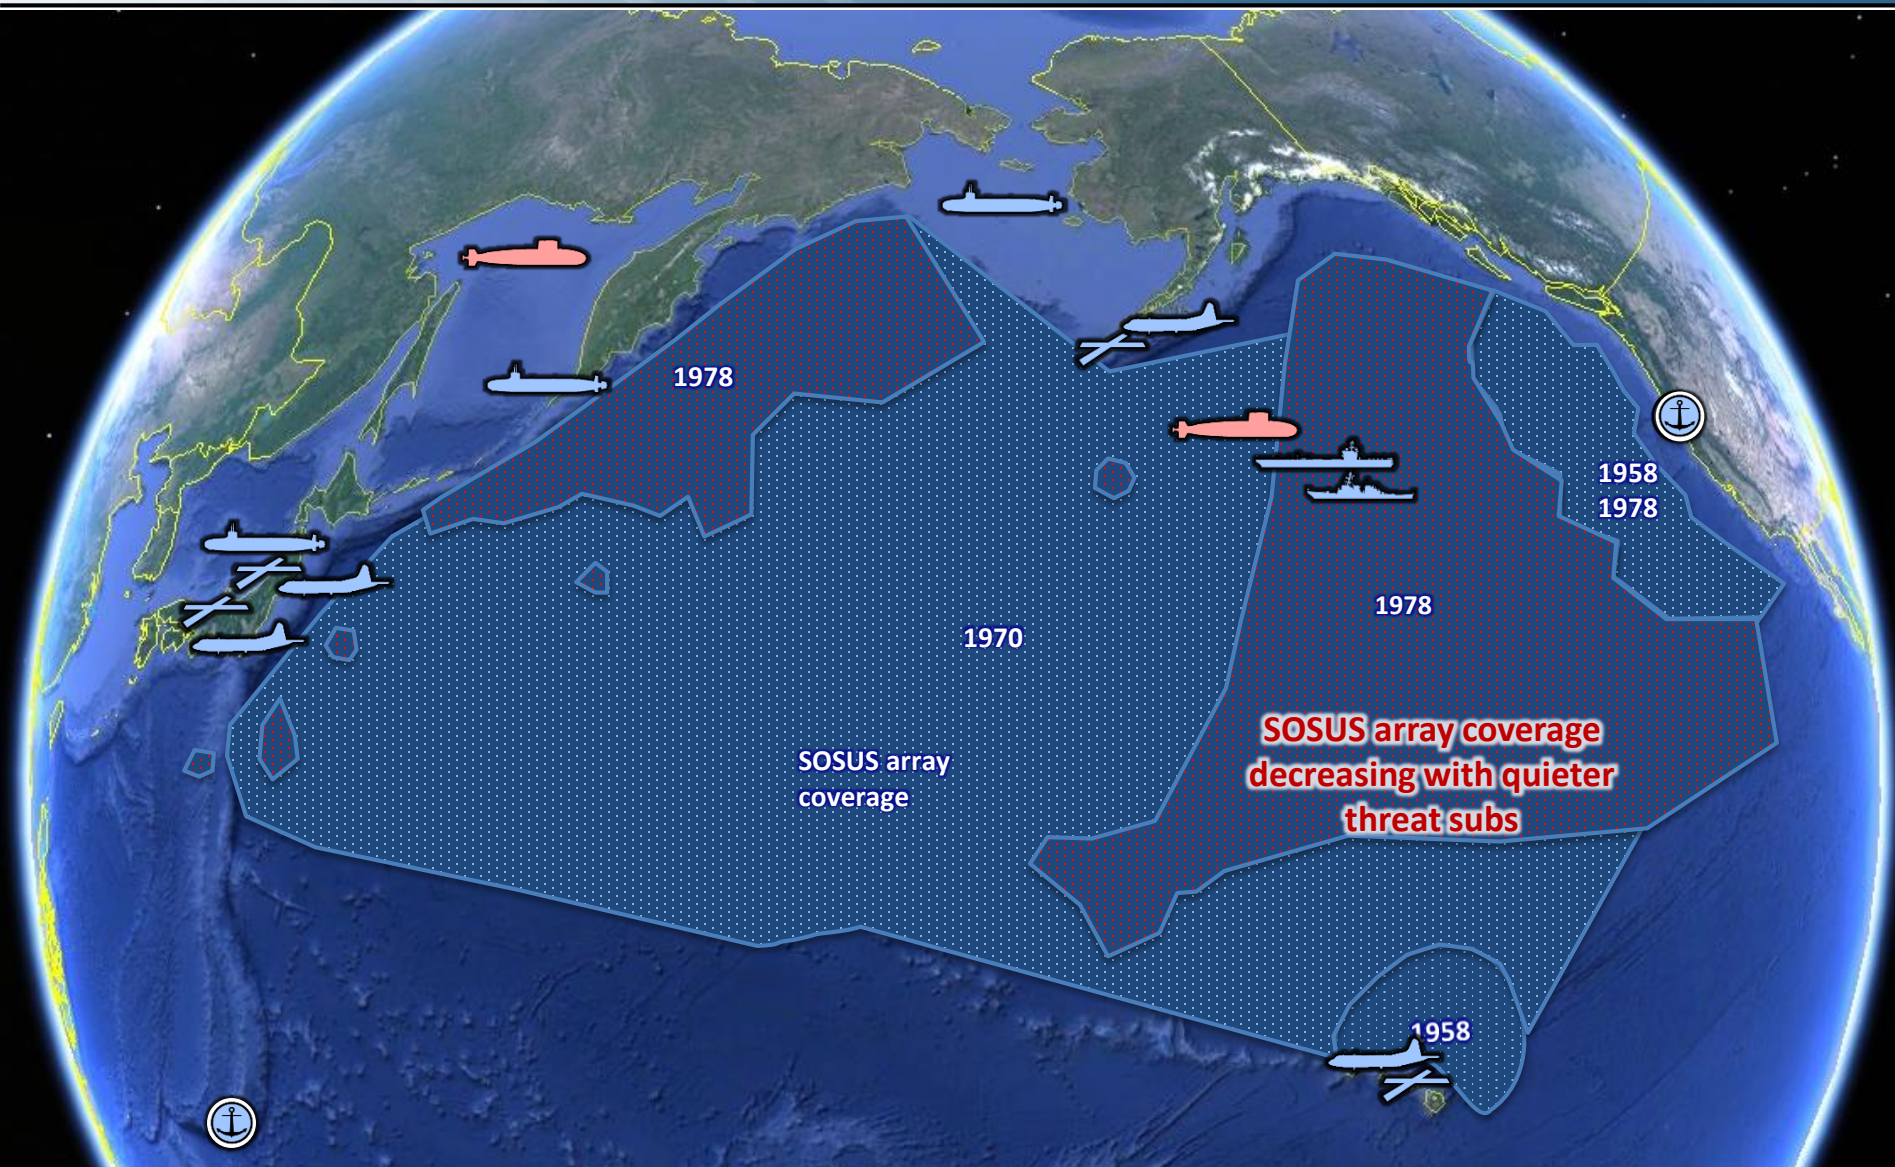 1978
1958
1978
1978
1970
SOSUS array coverage
decreasing with quieter
threat subs
SOSUS array
coverage
1958